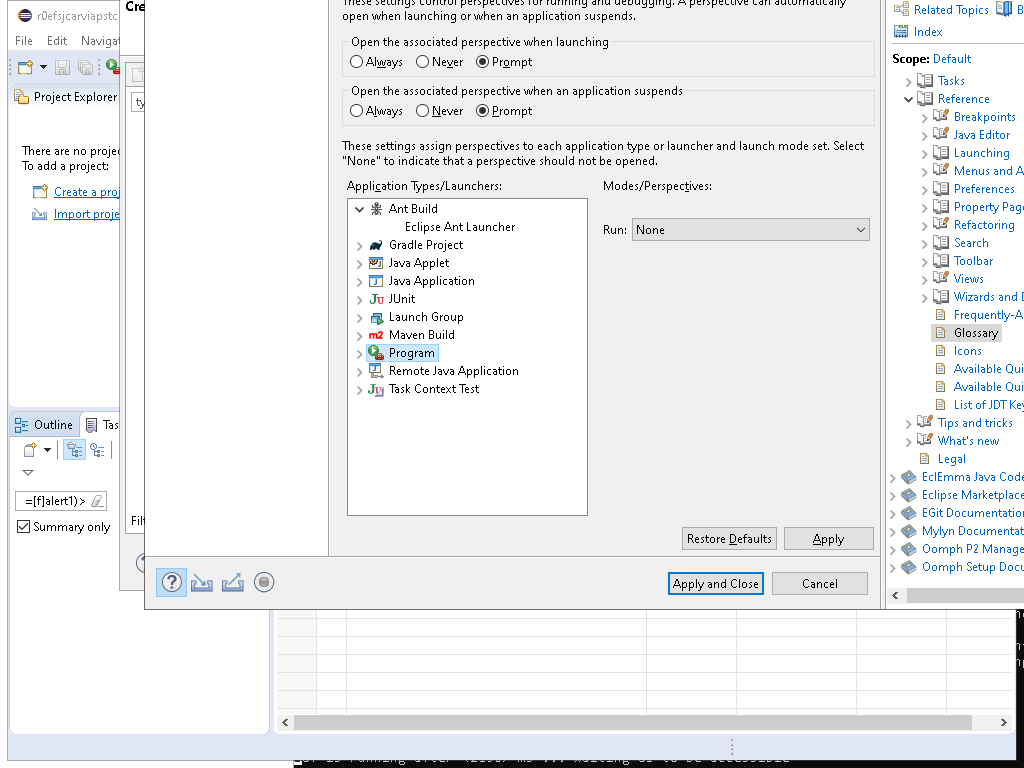 r0efsjcarviapstc
File Edit Navigat
Project Explorer
There are no proje
To add a project:
Create a proj
Import proje
Outline
Tas
=[f]alert1)>
Summary only
Cre
ty
Filt
These settings control perspectives for running and debugging. A perspective can automatically
open when launching or when an application suspends.
Open the associated perspective when launching
Always Never Prompt
Open the associated perspective when an application suspends
Always Never Prompt
These settings assign perspectives to each application type or launcher and launch mode set. Select
"None" to indicate that a perspective should not be opened.
Application Types/Launchers:
Modes/Perspectives:
Ant Build
Eclipse Ant Launcher
Gradle Project
Java Applet
Java Application
JUnit
Launch Group
Maven Build
Program
Remote Java Application
Task Context Test
Run: None
Restore Defaults Apply
Apply and Close Cancel
Related Topics B
Index
Scope: Default
Tasks
Reference
Breakpoints
Java Editor
Launching
Menus and A
Preferences
Property Page
Refactoring
Search
Toolbar
Views
Wizards and D
Frequently-A
Glossary
Icons
Available Qui
Available Qui
List of JDT Key
Tips and tricks
What's new
Legal
EclEmma Java Code
Eclipse Marketplace
EGit Documentation
Mylyn Documentat
Oomph P2 Manage
Oomph Setup Docu